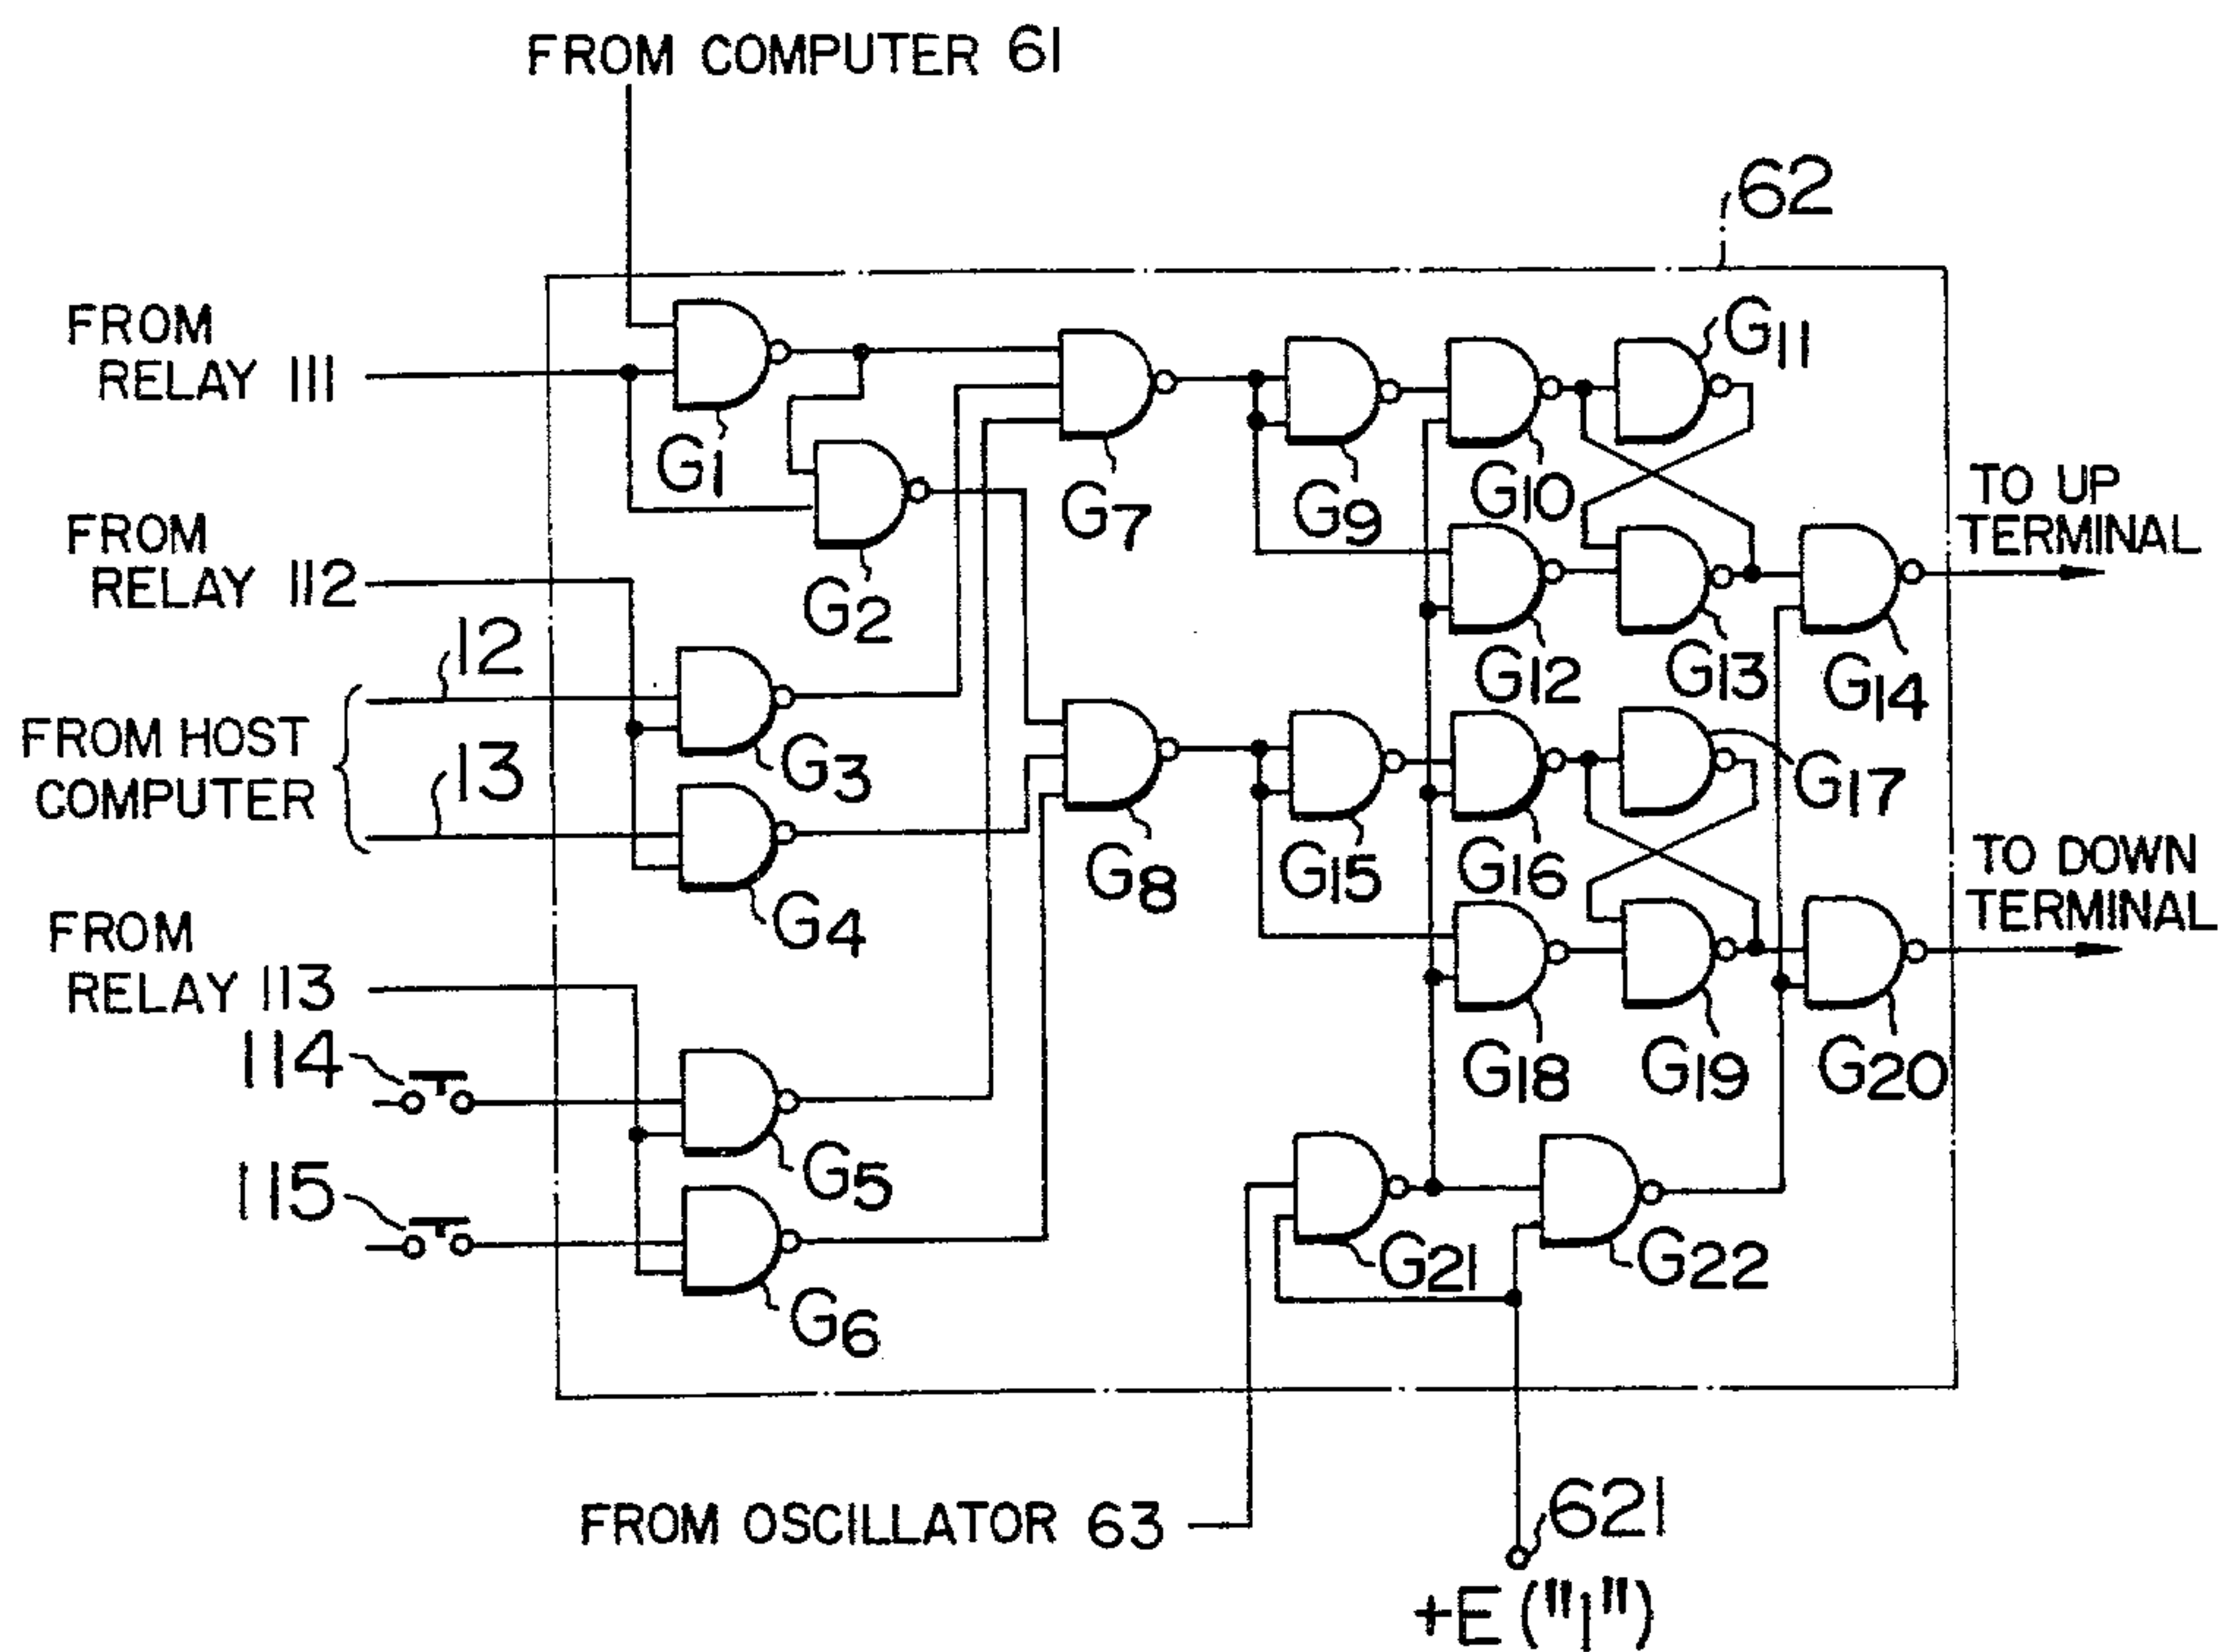 FROM COMPUTER 61
62
FROM
RELAY 111
G1
G2
G7
G9
G10
G11
TO UP
TERMINAL
FROM
RELAY 112
12
FROM HOST
COMPUTER
13
G3
G4
G8
G12
G13
G14
G15
G16
G17
TO DOWN
TERMINAL
FROM
RELAY 113
114
115
G5
G6
G18
G19
G20
G21
G22
FROM OSCILLATOR 63
621
+E ("1")